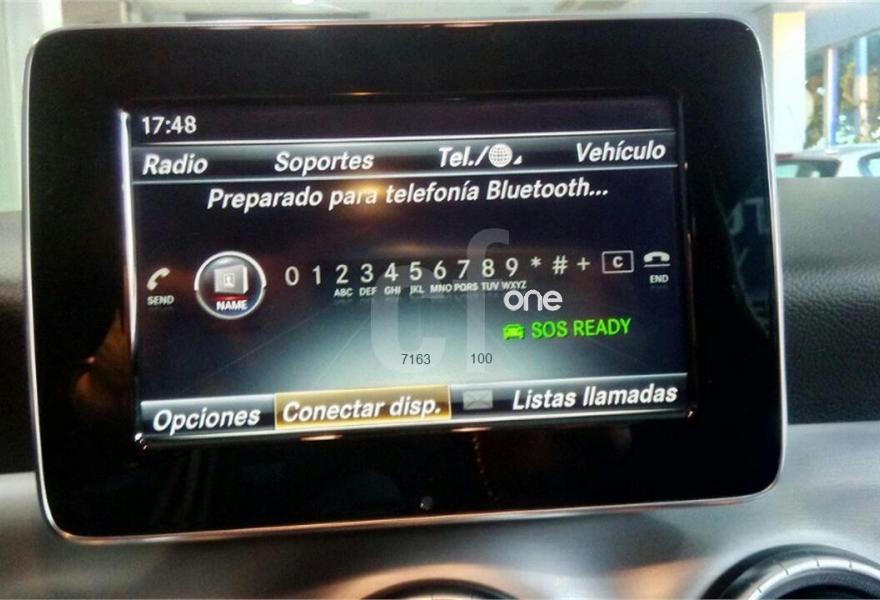 17:48
Radio Soportes Tel./ Vehículo
Preparado para telefonía Bluetooth...
SEND NAME 0 1 2 3 4 5 6 7 8 9 * # + C END
ABC DEF GHI JKL MNO PQRS TUV WXYZ
cf one
SOS READY
7163 100
Opciones Conectar disp. Listas llamadas